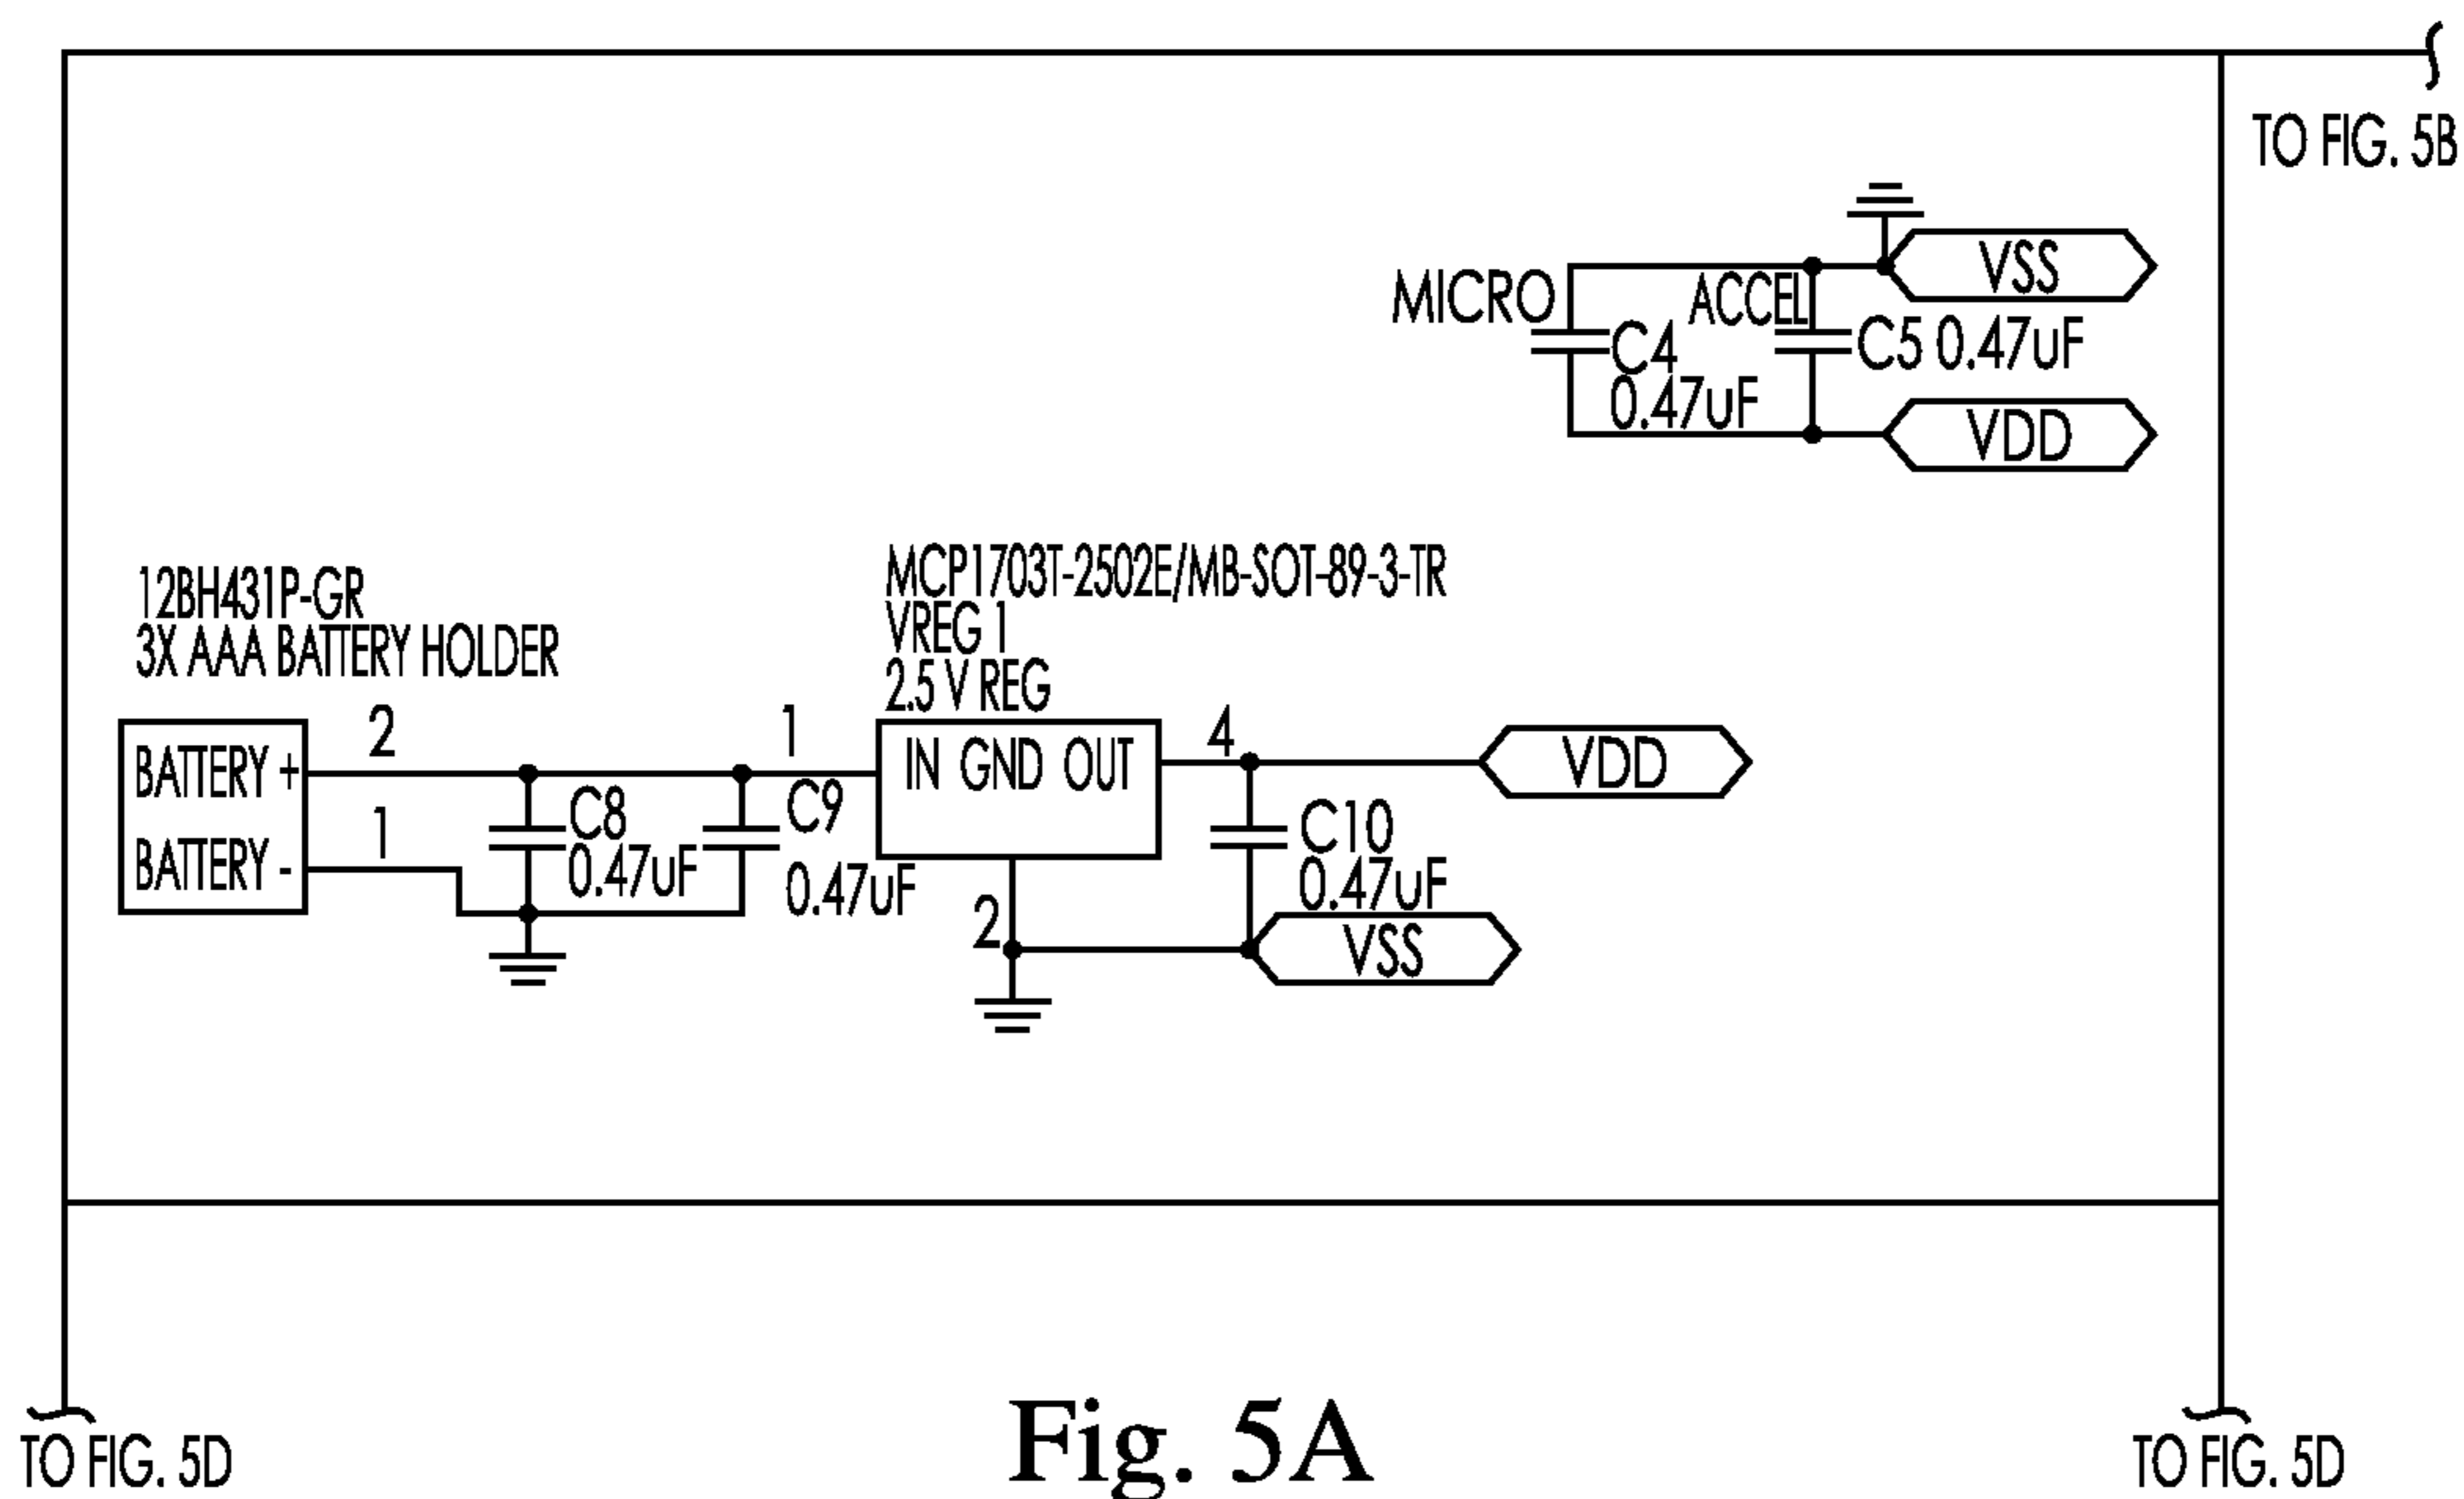 TO FIG. 5B
VSS
MICRO
ACCEL
C4
0.47uF
C5 0.47uF
VDD
12BH431P-GR
3X AAA BATTERY HOLDER
MCP1703T-2502E/MB-SOT-89-3-TR
VREG 1
2.5 V REG
BATTERY +
BATTERY -
2
1
C8
0.47uF
1
C9
0.47uF
IN GND OUT
2
4
C10
0.47uF
VDD
VSS
TO FIG. 5D
Fig. 5A
TO FIG. 5D